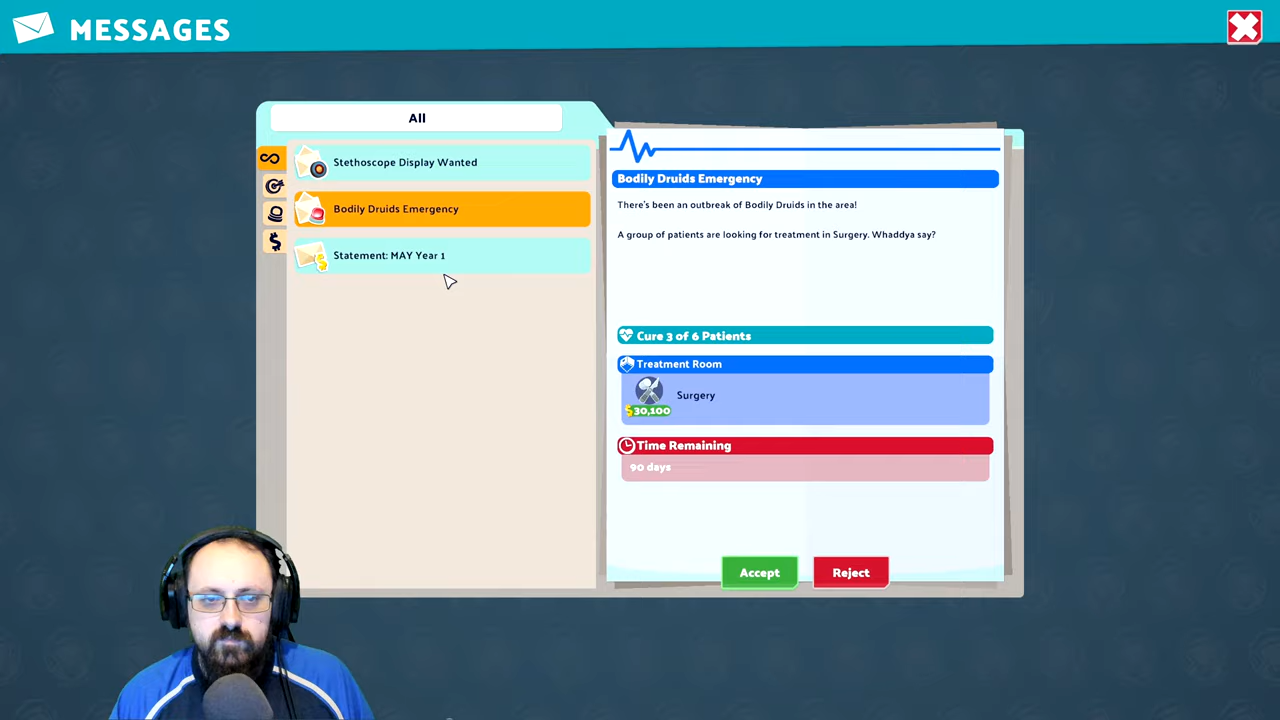 MESSAGES
All
Stethoscope Display Wanted
Bodily Druids Emergency
Statement: MAY Year 1
Bodily Druids Emergency
There's been an outbreak of Bodily Druids in the area!
A group of patients are looking for treatment in Surgery. Whaddya say?
Cure 3 of 6 Patients
Treatment Room
Surgery
$30,100
Time Remaining
90 days
Accept
Reject